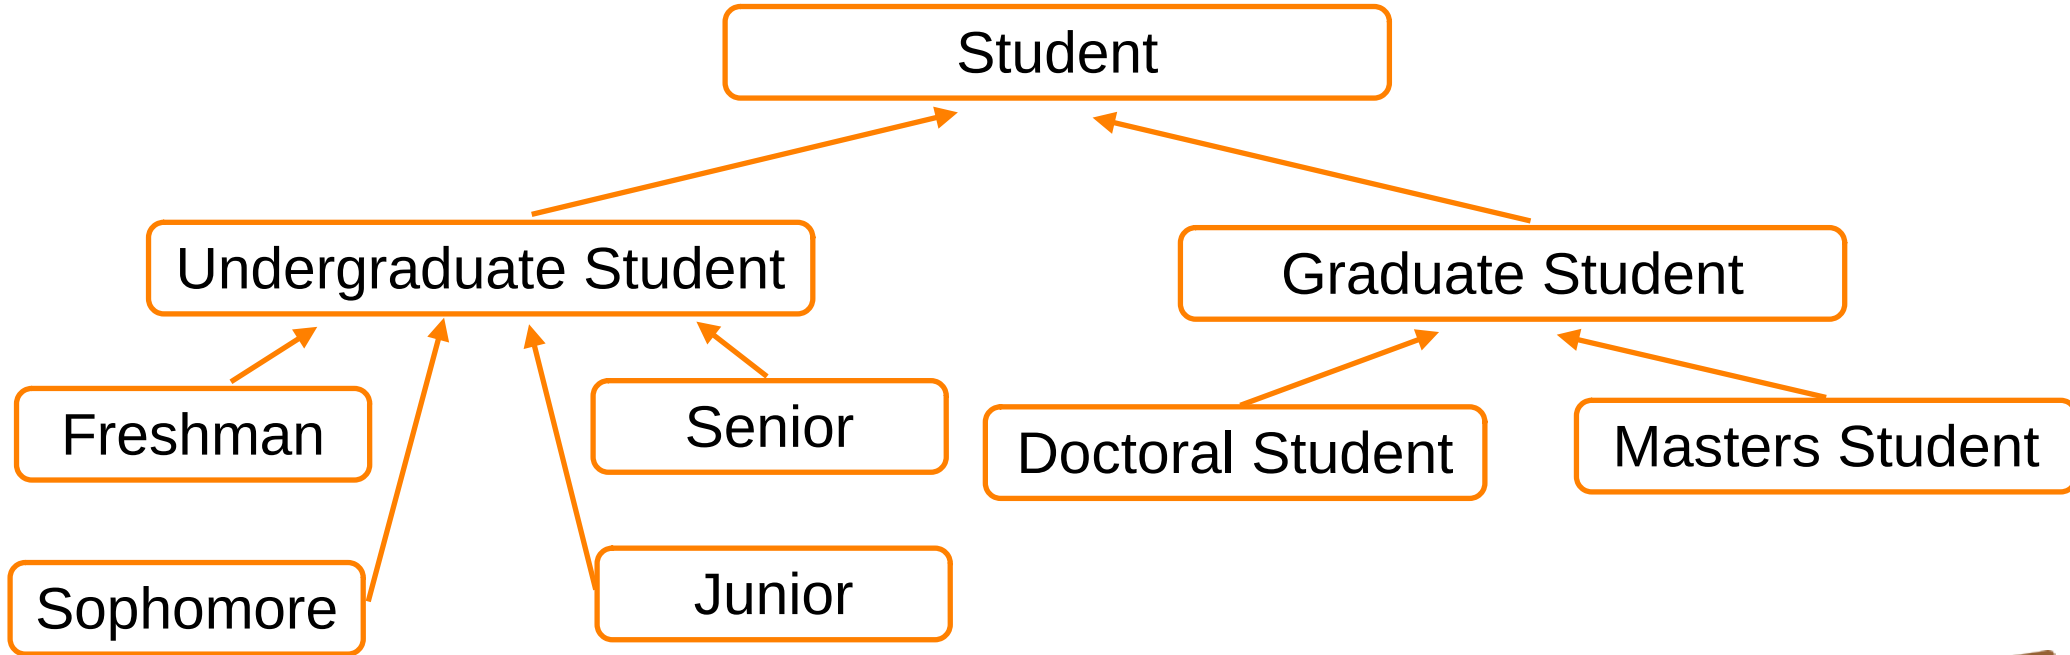 Student
Undergraduate Student
Graduate Student
Freshman
Senior
Doctoral Student
Masters Student
Sophomore
Junior